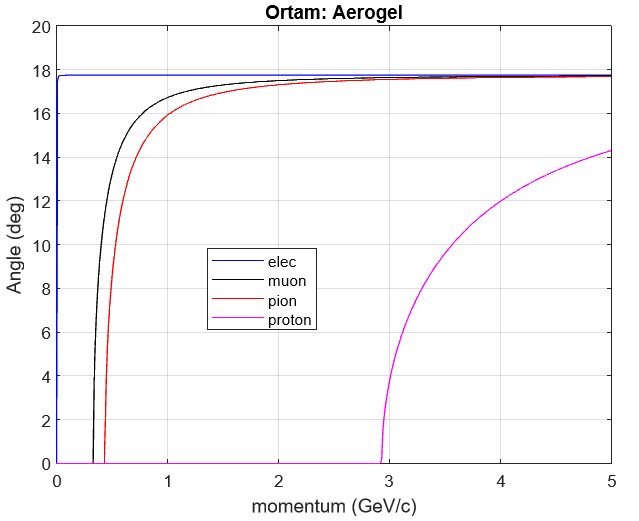 Ortam: Aerogel
20
18
16
14
12
10
8
6
4
2
0
Angle (deg)
elec
muon
pion
proton
0 1 2 3 4 5
momentum (GeV/c)